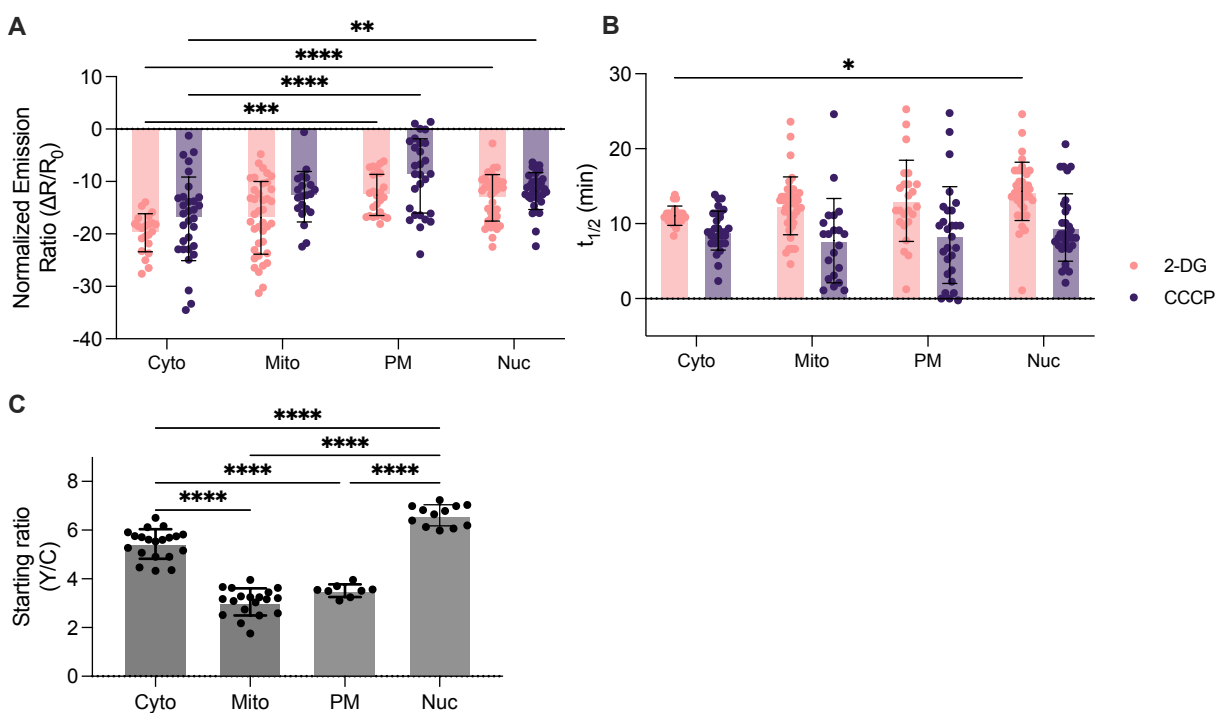 A
**
****
****
***
Normalized Emission
Ratio (ΔR/R0)
10
0
-10
-20
-30
-40
Cyto Mito PM Nuc
B
*
t1/2 (min)
30
20
10
0
Cyto Mito PM Nuc
2-DG
CCCP
C
****
****
**** ****
****
Starting ratio
(Y/C)
8
6
4
2
0
Cyto Mito PM Nuc